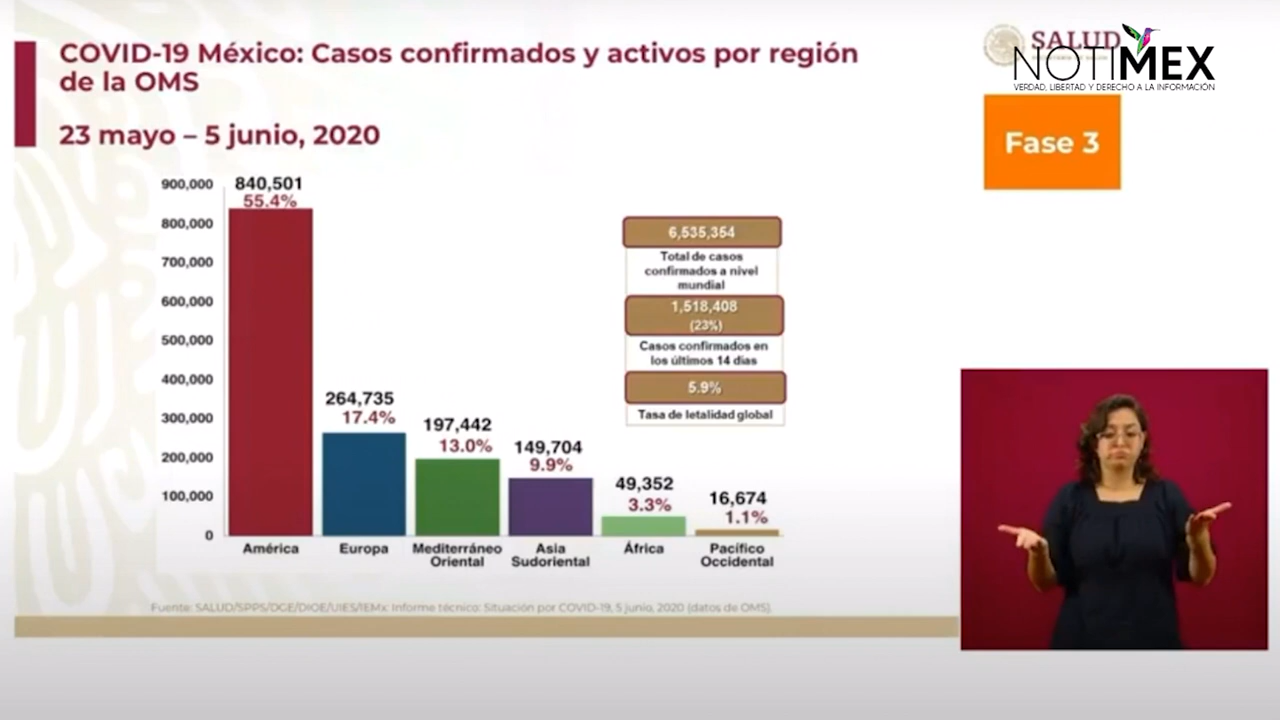 COVID-19 México: Casos confirmados y activos por región
de la OMS
23 mayo – 5 junio, 2020
SALUD
NOTIMEX
VERDAD, LIBERTAD Y DERECHO A LA INFORMACIÓN
Fase 3
900,000
800,000
700,000
600,000
500,000
400,000
300,000
200,000
100,000
0
840,501
55.4%
264,735
17.4%
197,442
13.0%
149,704
9.9%
49,352
3.3%
16,674
1.1%
América
Europa
Mediterráneo
Oriental
Asia
Sudoriental
África
Pacífico
Occidental
6,535,354
Total de casos
confirmados a nivel
mundial
1,518,408
(23%)
Casos confirmados en
los últimos 14 días
5.9%
Tasa de letalidad global
Fuente: SALUD/SPPS/DGE/DIOE/UIES/IEMx: Informe técnico: Situación por COVID-19, 5 junio, 2020 (datos de OMS).